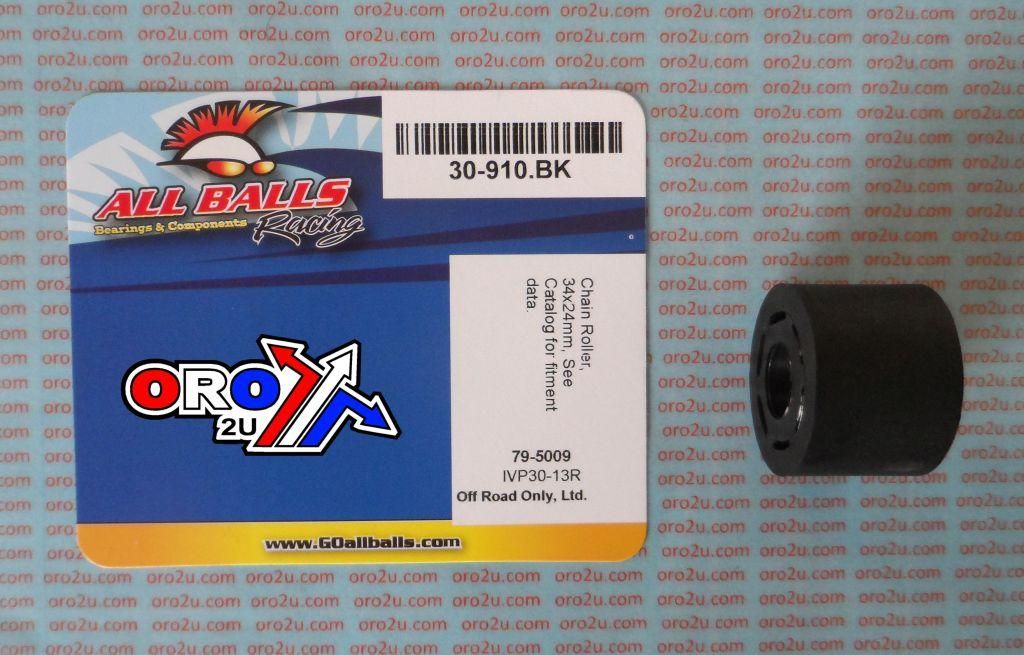 ALL BALLS
Racing
Bearings & Components
30-910.BK
Chain Roller,
34x24mm, See
Catalog for fitment
data.
ORO
2U
79-5009
IVP30-13R
Off Road Only, Ltd.
www.GOallballs.com
oro2u.com